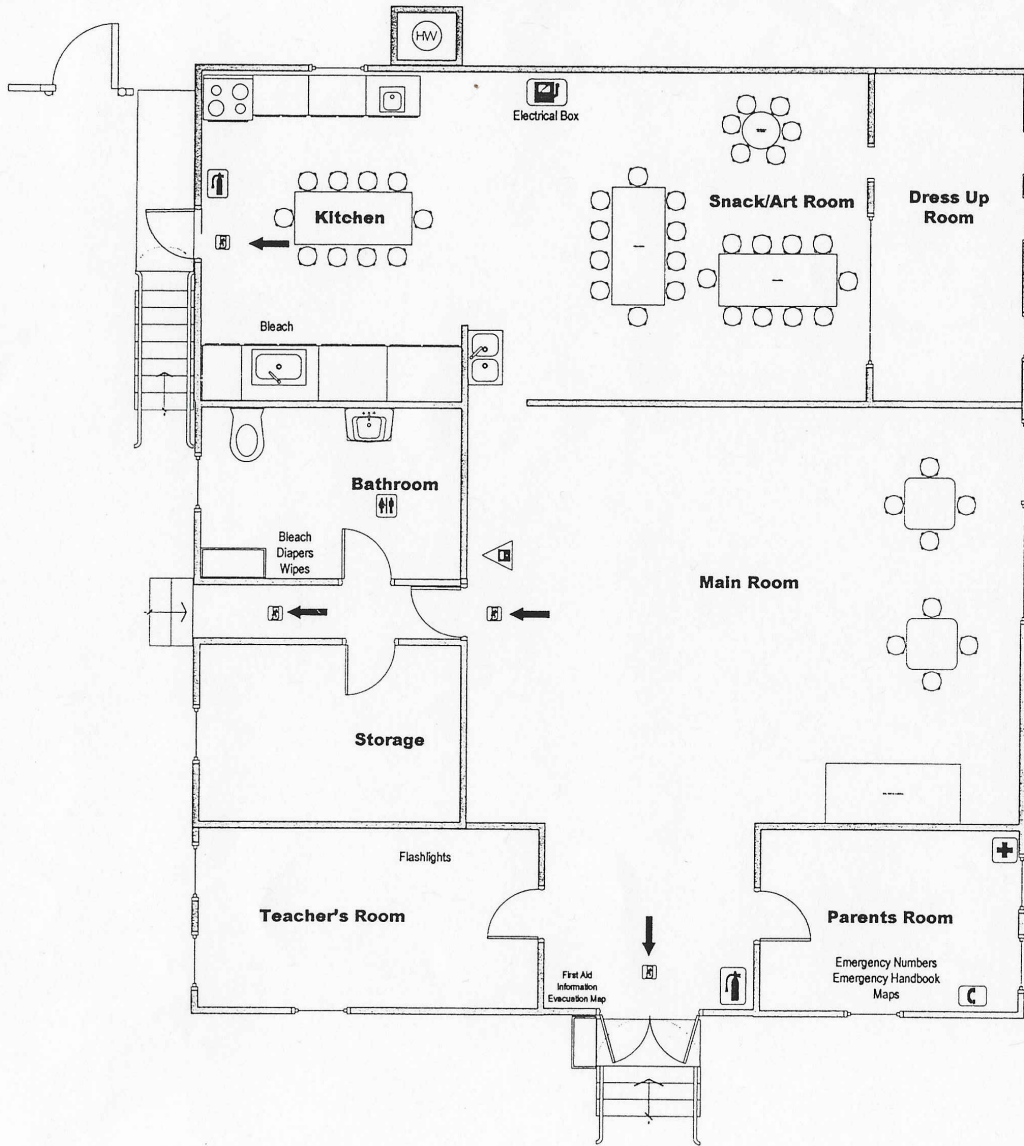 HW
Electrical Box
Kitchen
Snack/Art Room
Dress Up
Room
Bleach
Bathroom
Bleach
Diapers
Wipes
Main Room
Storage
Flashlights
Teacher's Room
Parents Room
Emergency Numbers
Emergency Handbook
Maps
First Aid
Information
Evacuation Map